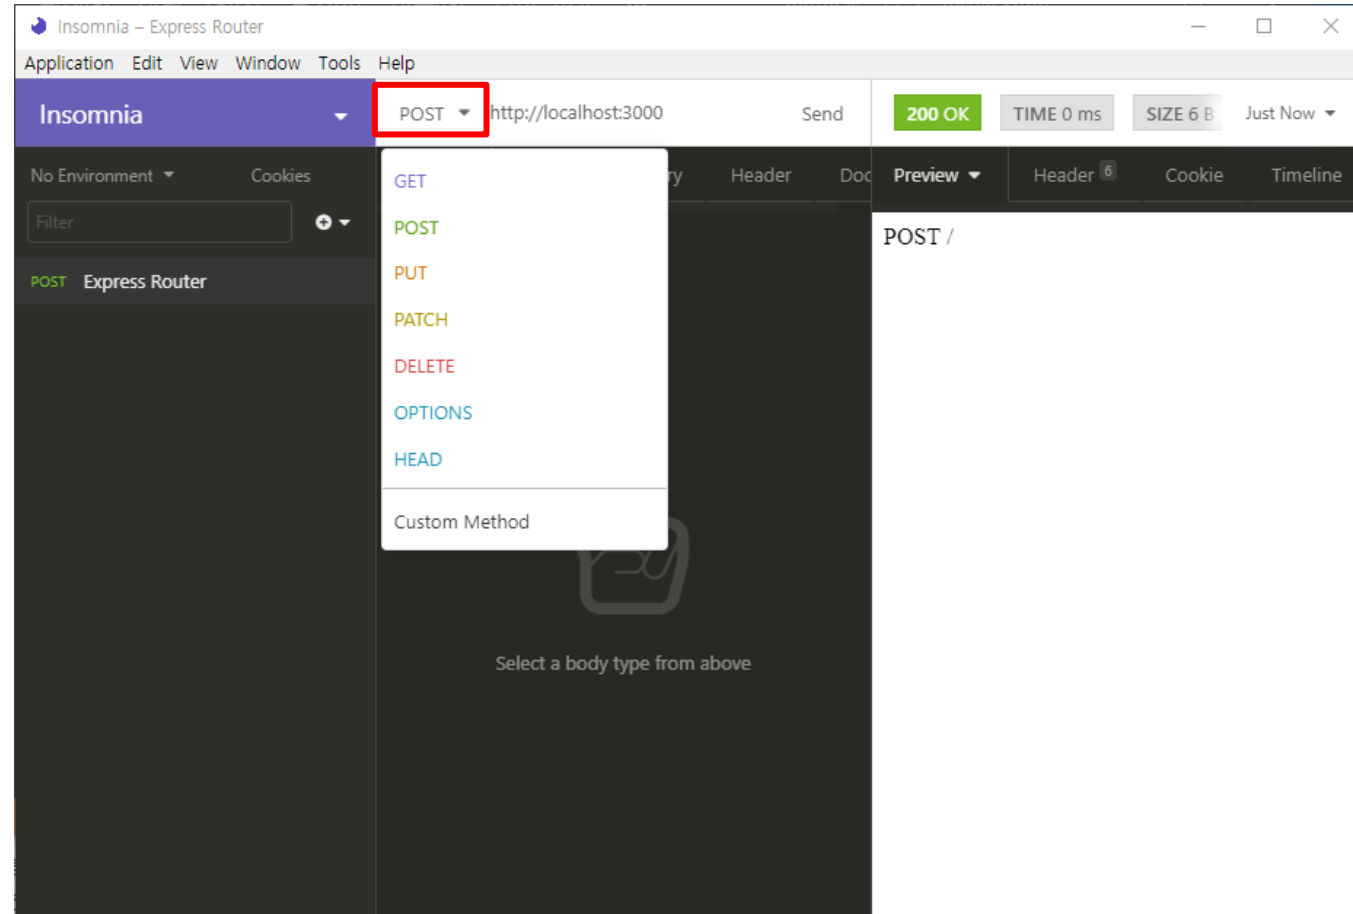 Insomnia – Express Router
Application Edit View Window Tools Help
Insomnia
POST http://localhost:3000 Send
200 OK TIME 0 ms SIZE 6 B Just Now
No Environment Cookies
ry Header Doc
Preview Header 6 Cookie Timeline
Filter
POST Express Router
GET
POST
PUT
PATCH
DELETE
OPTIONS
HEAD
Custom Method
Select a body type from above
POST /